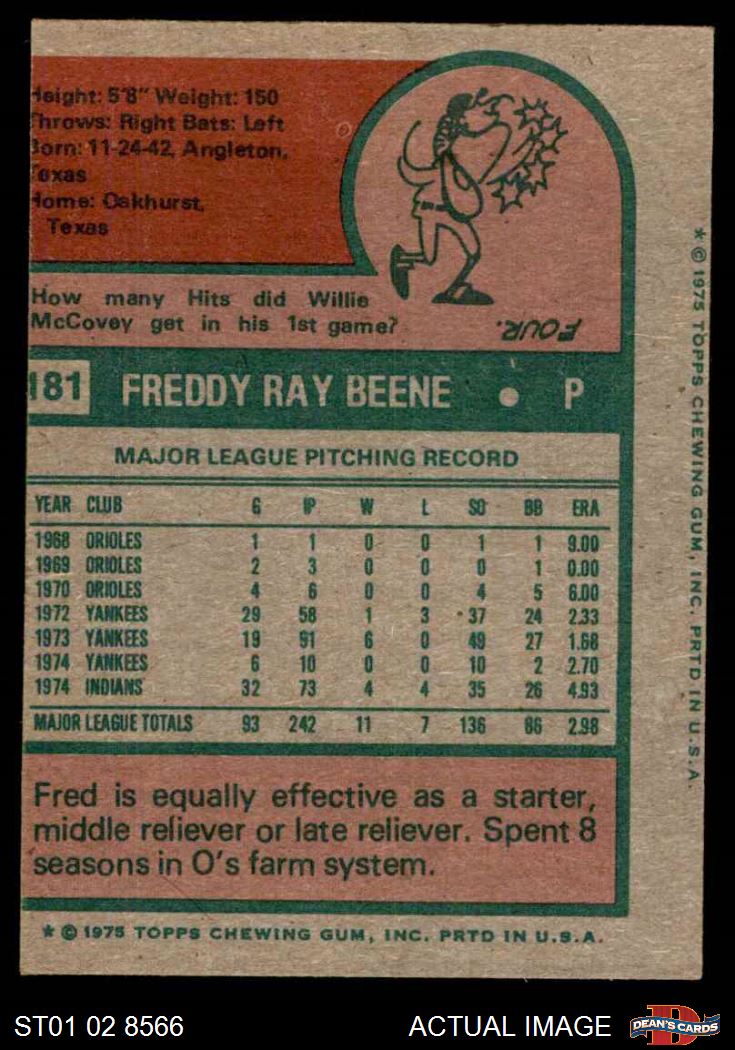 Height: 5'8" Weight: 150
Throws: Right Bats: Left
Born: 11-24-42, Angleton,
Texas
Home: Oakhurst,
Texas
How many Hits did Willie
McCovey get in his 1st game?
FOUR.
181 FREDDY RAY BEENE • P
MAJOR LEAGUE PITCHING RECORD
YEAR CLUB G IP W L SO BB ERA
1968 ORIOLES 1 1 0 0 1 1 9.00
1969 ORIOLES 2 3 0 0 0 1 0.00
1970 ORIOLES 4 6 0 0 4 5 6.00
1972 YANKEES 29 58 1 3 37 24 2.33
1973 YANKEES 19 91 6 0 49 27 1.68
1974 YANKEES 6 10 0 0 10 2 2.70
1974 INDIANS 32 73 4 4 35 26 4.93
MAJOR LEAGUE TOTALS 93 242 11 7 136 86 2.98
Fred is equally effective as a starter,
middle reliever or late reliever. Spent 8
seasons in O's farm system.
* © 1975 TOPPS CHEWING GUM, INC. PRTD IN U.S.A.
* © 1975 TOPPS CHEWING GUM, INC. PRTD IN U.S.A.
ST01 02 8566
ACTUAL IMAGE
DEAN'S CARDS